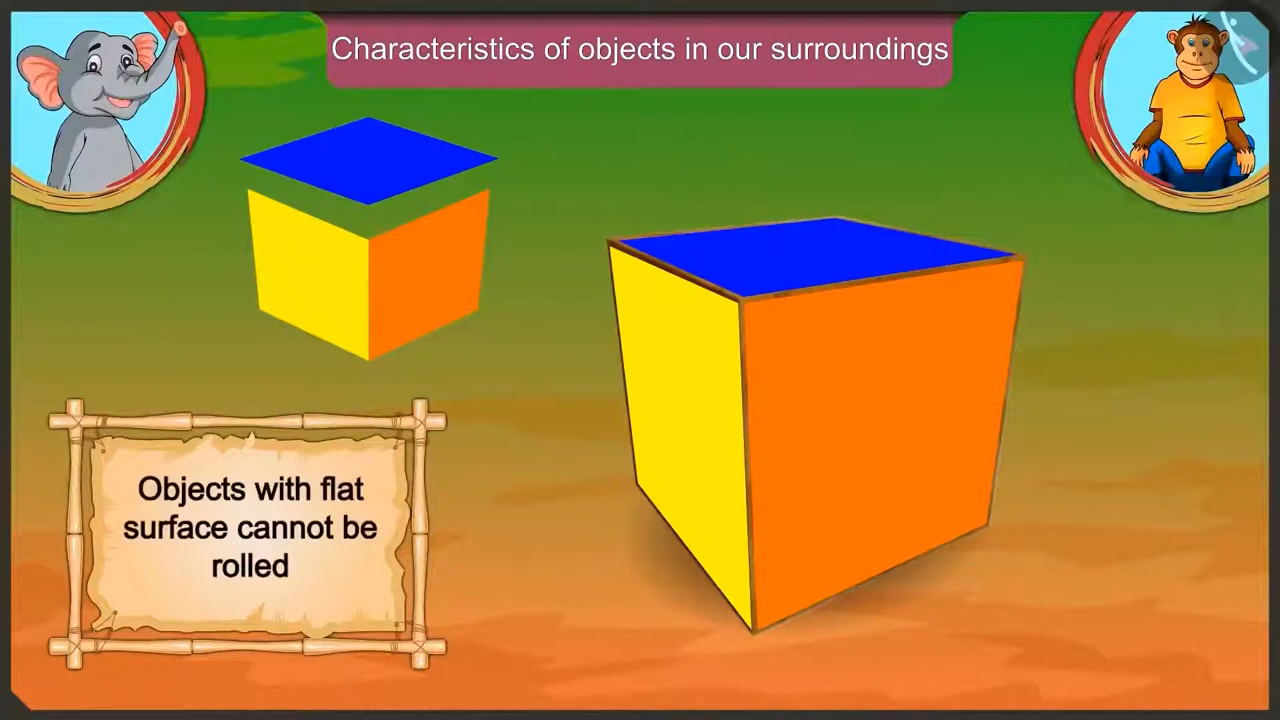 Characteristics of objects in our surroundings
Objects with flat
surface cannot be
rolled